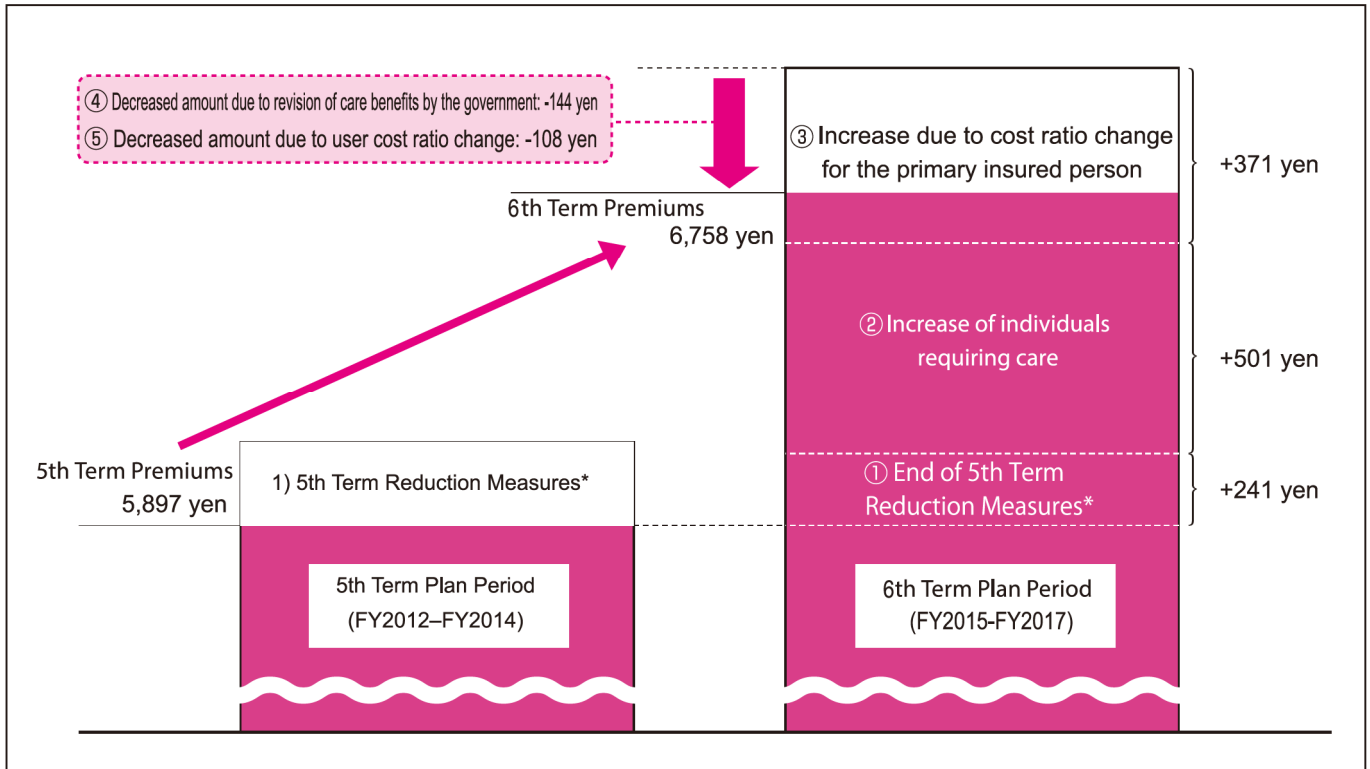 ④ Decreased amount due to revision of care benefits by the government: -144 yen
⑤ Decreased amount due to user cost ratio change: -108 yen
③ Increase due to cost ratio change
for the primary insured person
+371 yen
6th Term Premiums
6,758 yen
② Increase of individuals
requiring care
+501 yen
5th Term Premiums
5,897 yen
1) 5th Term Reduction Measures*
① End of 5th Term
Reduction Measures*
+241 yen
5th Term Plan Period
(FY2012–FY2014)
6th Term Plan Period
(FY2015-FY2017)